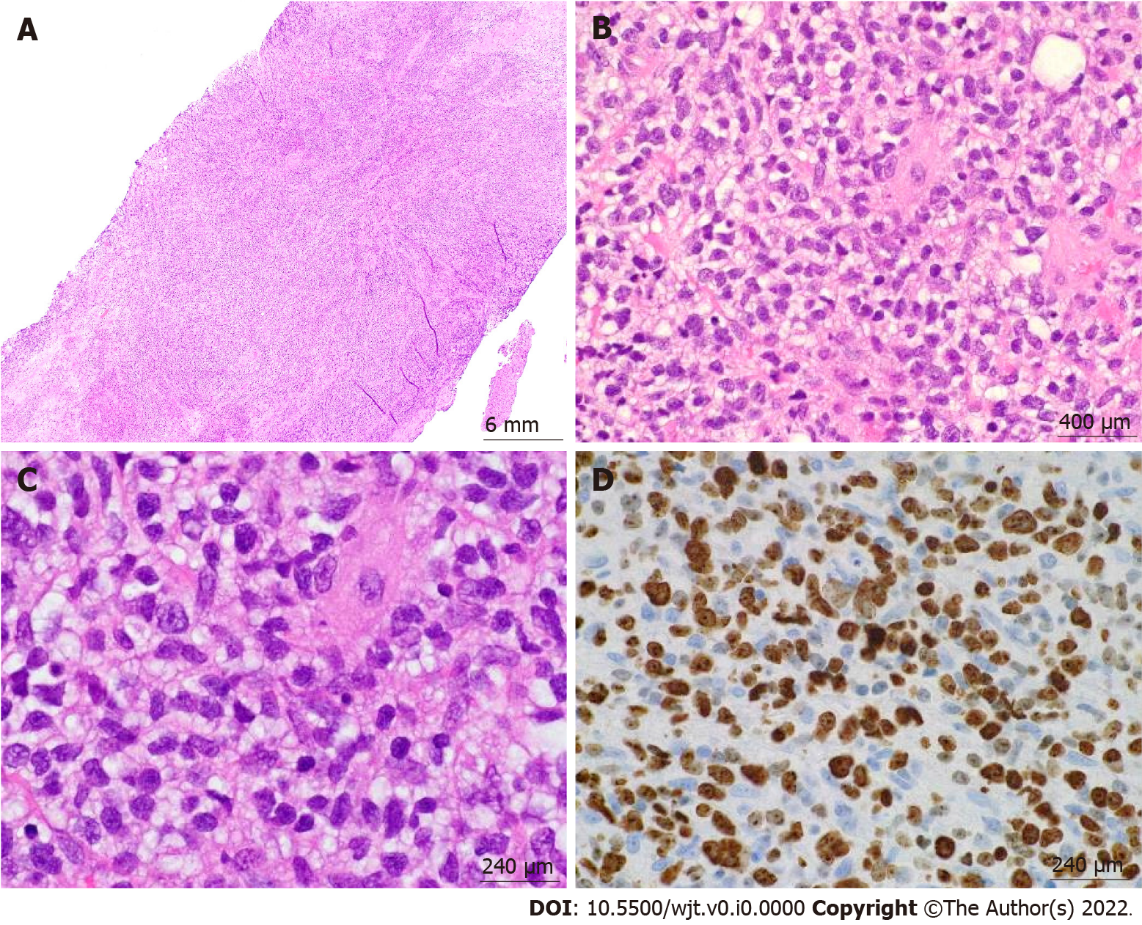 A
B
6 mm
400 µm
C
D
240 µm
240 µm
DOI: 10.5500/wjt.v0.i0.0000 Copyright ©The Author(s) 2022.